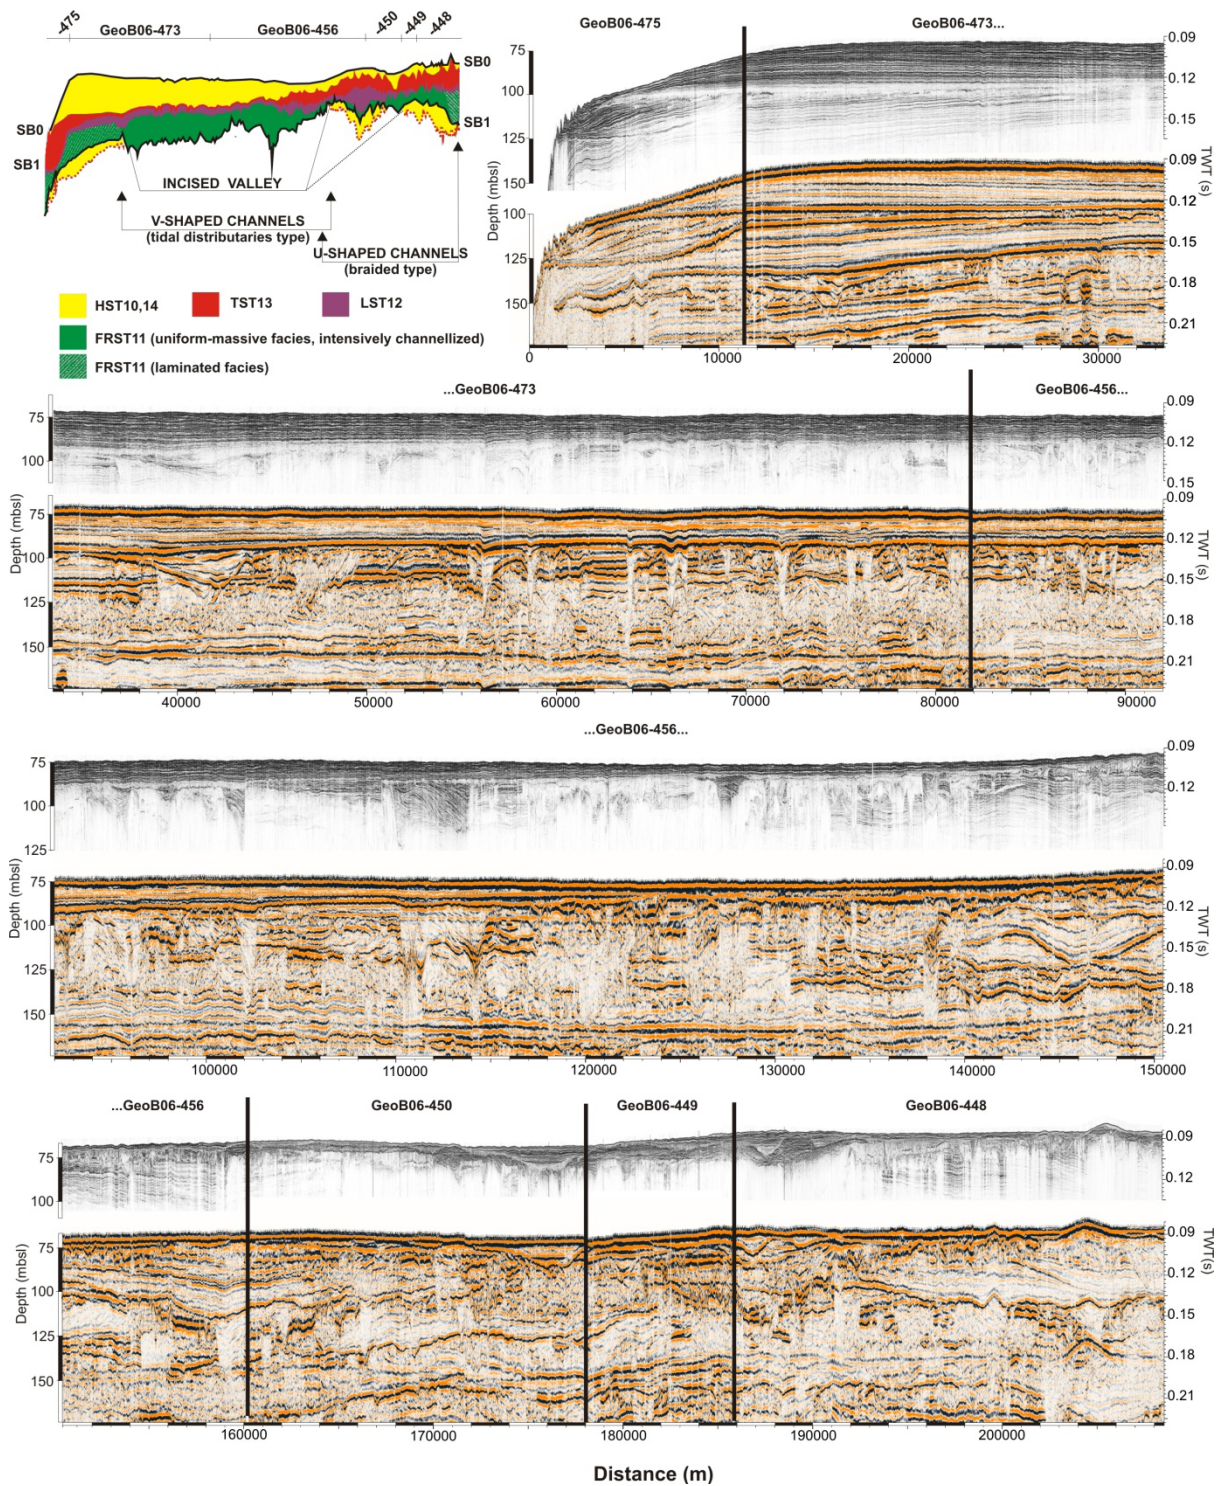 -475 GeoB06-473 GeoB06-456 -450 -449 -448
SB0
SB0
SB1
SB1
INCISED VALLEY
V-SHAPED CHANNELS
(tidal distributaries type)
U-SHAPED CHANNELS
(braided type)
HST10,14 TST13 LST12
FRST11 (uniform-massive facies, intensively channellized)
FRST11 (laminated facies)
GeoB06-475 GeoB06-473...
75 0.09
100 0.12
125 0.15
150 0.09
100 0.12
125 0.15
150 0.18
0.21
Depth (mbsl)
TWT (s)
0 10000 20000 30000
...GeoB06-473 GeoB06-456...
75 0.09
100 0.12
0.15
0.09
75 0.12
100 0.15
125 0.18
150 0.21
Depth (mbsl)
TWT (s)
40000 50000 60000 70000 80000 90000
...GeoB06-456...
75 0.09
100 0.12
125
0.09
75 0.12
100 0.15
125 0.18
150 0.21
Depth (mbsl)
TWT (s)
100000 110000 120000 130000 140000 150000
...GeoB06-456 GeoB06-450 GeoB06-449 GeoB06-448
75 0.09
100 0.12
75 0.09
100 0.12
125 0.15
150 0.18
0.21
Depth (mbsl)
TWT(s)
160000 170000 180000 190000 200000
Distance (m)